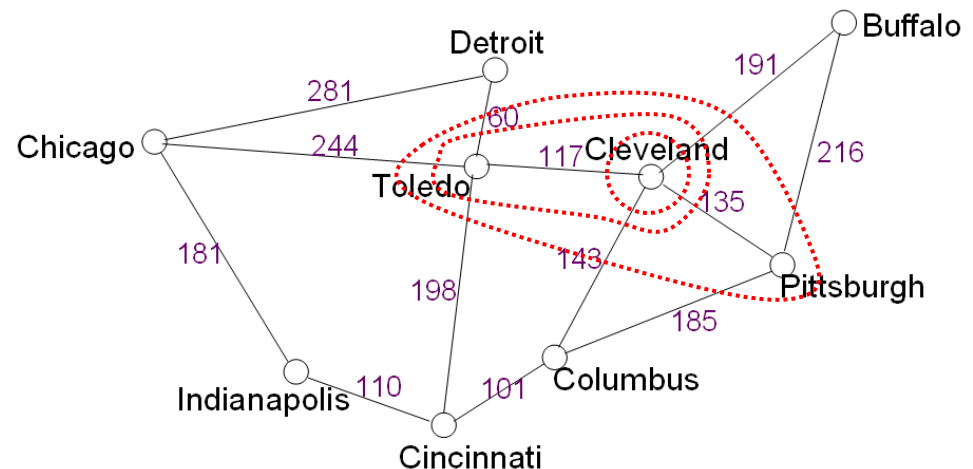 Buffalo
Detroit
191
281
60
Chicago
244
117
Cleveland
216
Toledo
135
181
143
198
Pittsburgh
185
Indianapolis
110
101
Columbus
Cincinnati